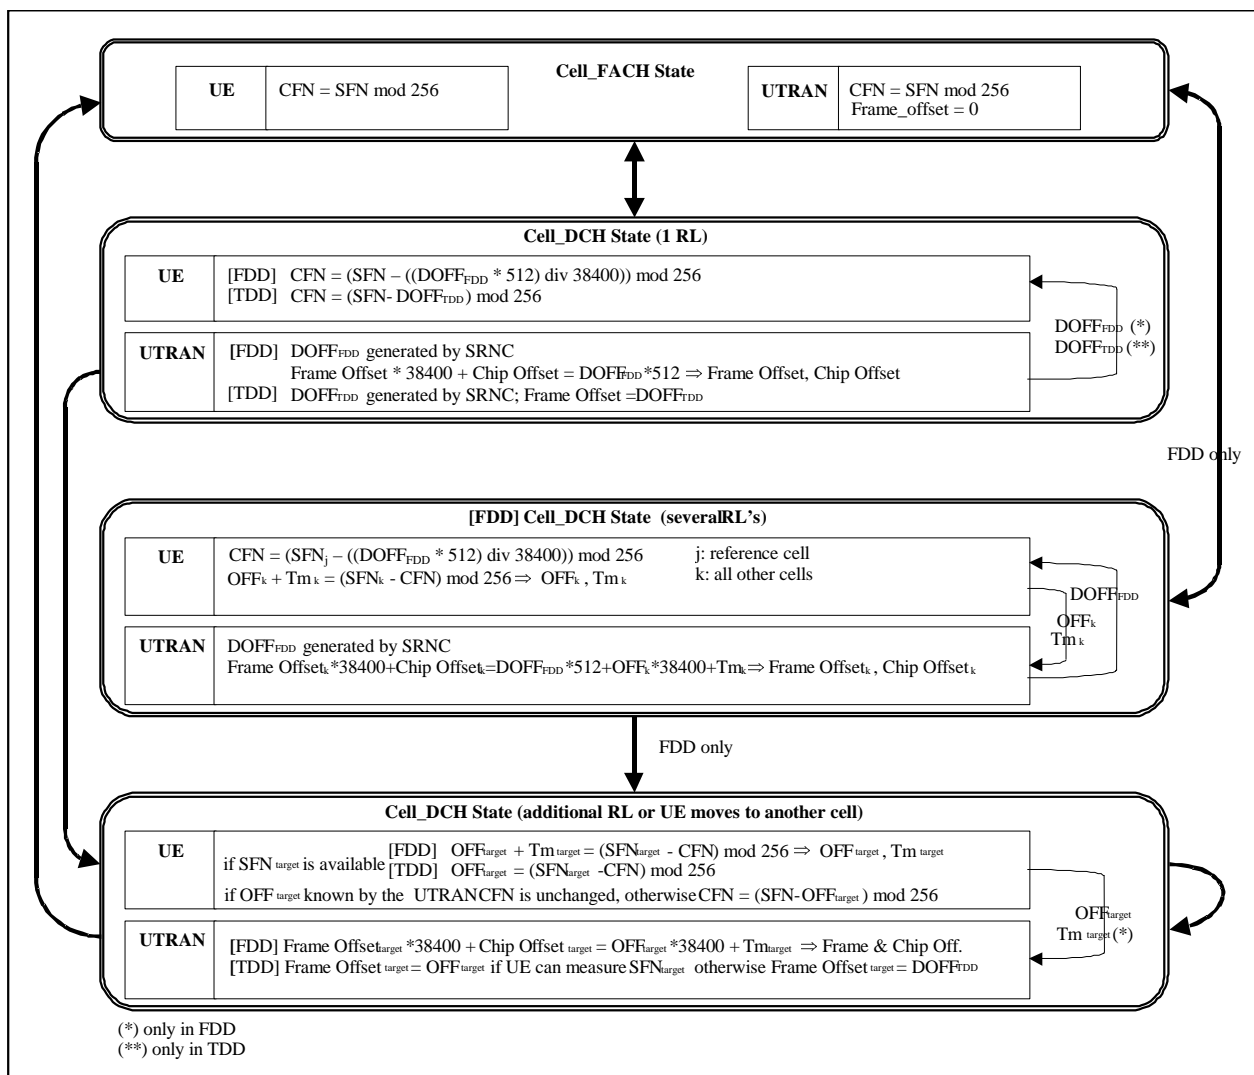 Cell_FACH State
UE CFN = SFN mod 256
UTRAN CFN = SFN mod 256
Frame_offset = 0
Cell_DCH State (1 RL)
UE [FDD] CFN = (SFN – ((DOFFFDD * 512) div 38400)) mod 256
[TDD] CFN = (SFN- DOFFTDD) mod 256
DOFFFDD (*)
DOFFTDD (**)
UTRAN [FDD] DOFFFDD generated by SRNC
Frame Offset * 38400 + Chip Offset = DOFFFDD *512 ⇒ Frame Offset, Chip Offset
[TDD] DOFFTDD generated by SRNC; Frame Offset =DOFFTDD
FDD only
[FDD] Cell_DCH State (several RL's)
UE CFN = (SFNj – ((DOFFFDD * 512) div 38400)) mod 256 j: reference cell
OFFk + Tm k = (SFNk - CFN) mod 256 ⇒ OFFk , Tm k k: all other cells
DOFFFDD
OFFk
Tm k
UTRAN DOFFFDD generated by SRNC
Frame Offsetk *38400+Chip Offsetk=DOFFFDD *512+OFFk *38400+Tmk ⇒ Frame Offsetk , Chip Offset k
FDD only
Cell_DCH State (additional RL or UE moves to another cell)
UE if SFN target is available [FDD] OFFtarget + Tm target = (SFNtarget - CFN) mod 256 ⇒ OFF target , Tm target
[TDD] OFFtarget = (SFNtarget -CFN) mod 256
if OFF target known by the UTRAN CFN is unchanged, otherwise CFN = (SFN-OFFtarget ) mod 256
OFFtarget
Tm target (*)
UTRAN [FDD] Frame Offsettarget *38400 + Chip Offset target = OFFtarget *38400 + Tmtarget ⇒ Frame & Chip Off.
[TDD] Frame Offset target = OFF target if UE can measure SFNtarget otherwise Frame Offset target = DOFFTDD
(*) only in FDD
(**) only in TDD